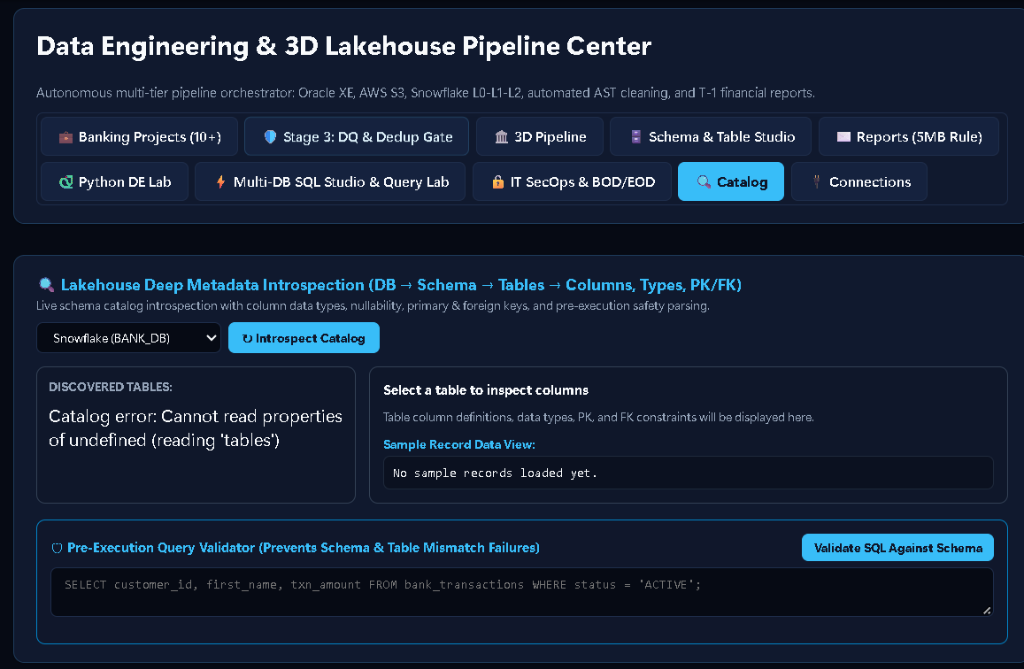 Data Engineering & 3D Lakehouse Pipeline Center
Autonomous multi-tier pipeline orchestrator: Oracle XE, AWS S3, Snowflake L0-L1-L2, automated AST cleaning, and T-1 financial reports.
Banking Projects (10+) Stage 3: DQ & Dedup Gate 3D Pipeline Schema & Table Studio Reports (5MB Rule)
Python DE Lab Multi-DB SQL Studio & Query Lab IT SecOps & BOD/EOD Catalog Connections
Lakehouse Deep Metadata Introspection (DB → Schema → Tables → Columns, Types, PK/FK)
Live schema catalog introspection with column data types, nullability, primary & foreign keys, and pre-execution safety parsing.
Snowflake (BANK_DB) ↻ Introspect Catalog
DISCOVERED TABLES:
Catalog error: Cannot read properties
of undefined (reading 'tables')
Select a table to inspect columns
Table column definitions, data types, PK, and FK constraints will be displayed here.
Sample Record Data View:
No sample records loaded yet.
Pre-Execution Query Validator (Prevents Schema & Table Mismatch Failures) Validate SQL Against Schema
SELECT customer_id, first_name, txn_amount FROM bank_transactions WHERE status = 'ACTIVE';